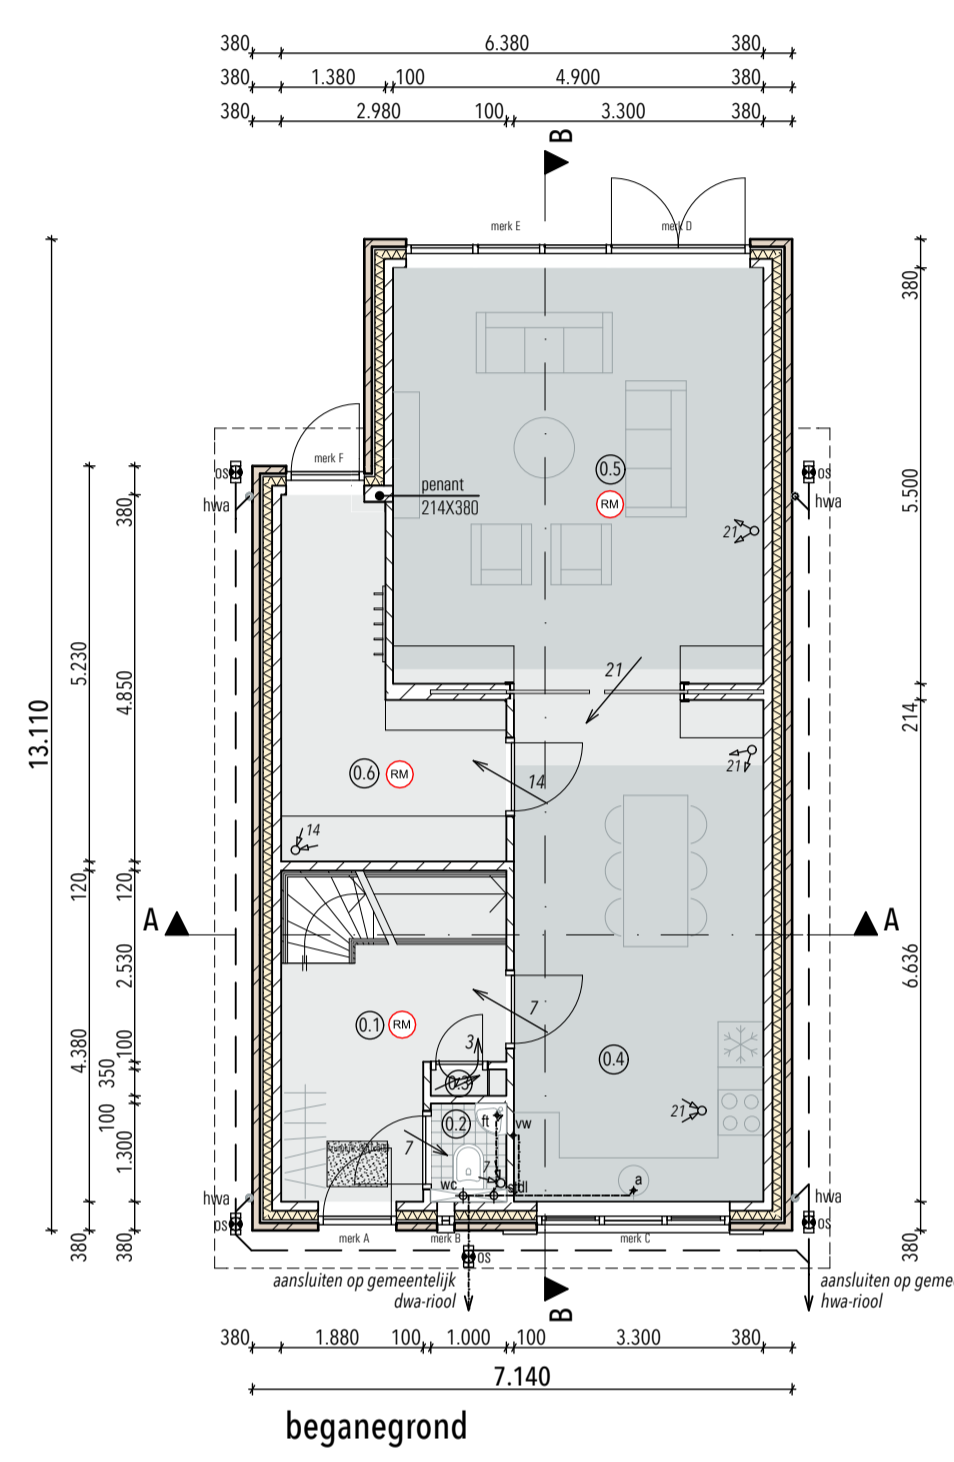 380 6.380 380
380 1.380 100 4.900 380
380 2.980 100 3.300 380
B
merk E
merk D
merk F
os
hwa
penant
214X380
0.5
RM
21
os
hwa
380
5.500
380
13.110
5.230
4.850
21
214
21
0.6
RM
14
14
120
120
A
A
2.530
6.636
4.380
0.1
RM
7
3
0.4
350
100
0.3
100
0.2
ft
vw
21
7
1.300
7
wc
stdl
a
hwa
os
hwa
os
380
380
merk A
merk B
merk C
380
os
aansluiten op gemeentelijk
dwa-riool
B
aansluiten op geme
hwa-riool
380 1.880 100 1.000 100 3.300 380
7.140
beganegrond